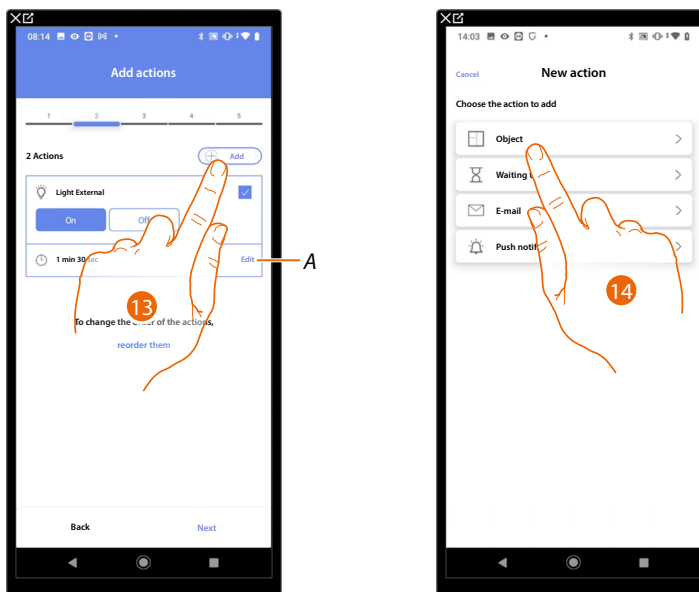 08:14
Add actions
1 2 3 4 5
2 Actions
Add
Light External
On Off
1 min 30 sec
Edit
A
13
To change the order of the actions,
reorder them
Back Next
14:03
Cancel
New action
Choose the action to add
Object
Waiting
E-mail
Push notif
14